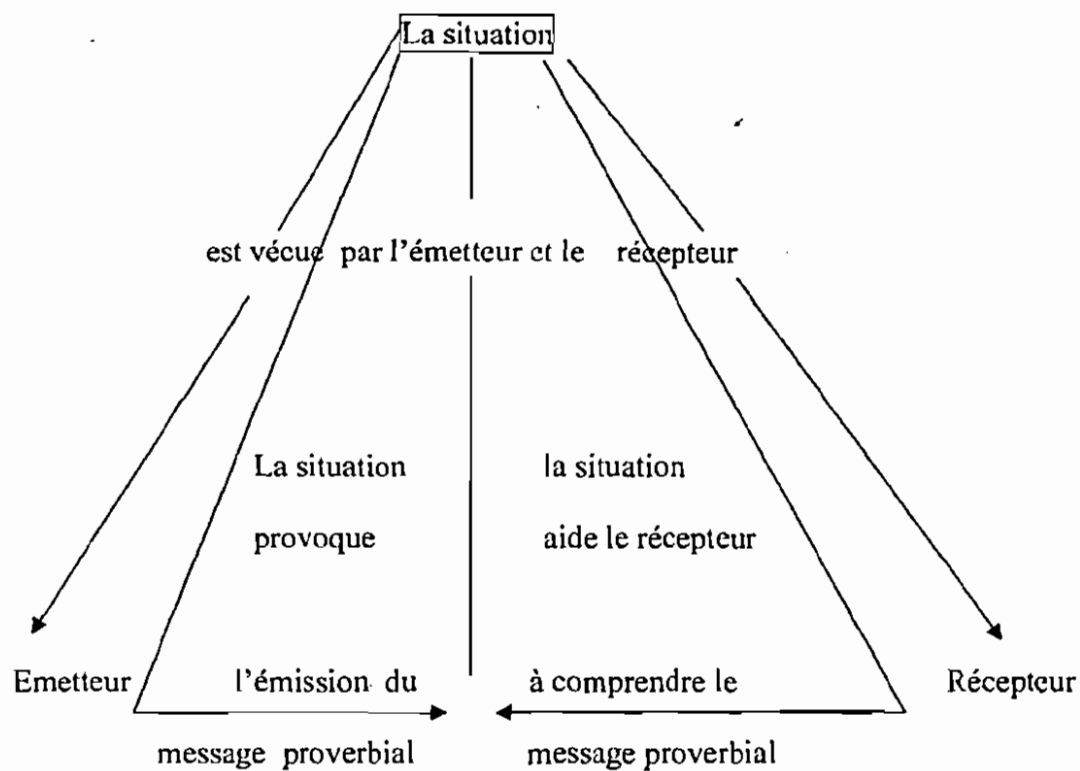 La situation
est vécue par l'émetteur et le récepteur
La situation
provoque
l'émission du
message proverbial
la situation
aide le récepteur
à comprendre le
message proverbial
Emetteur
Récepteur